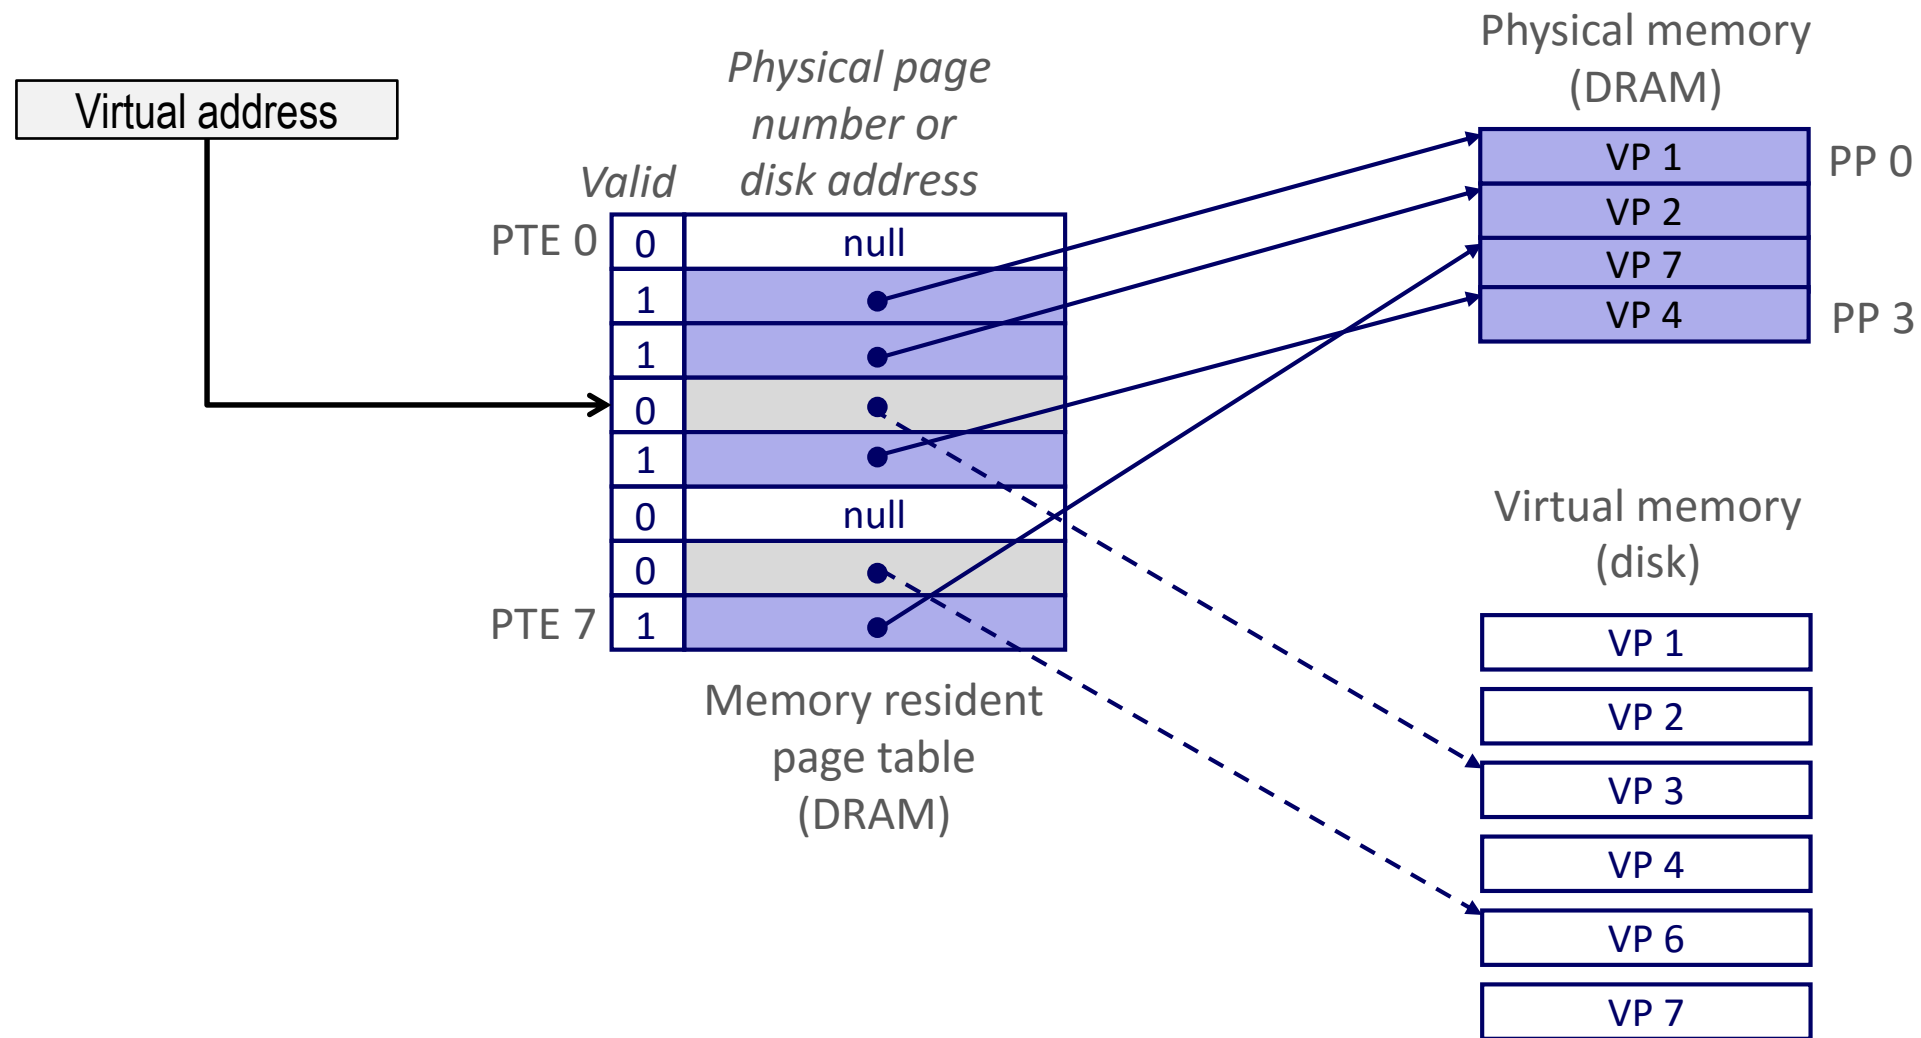 Virtual address
Physical page
number or
disk address
Valid
PTE 0
0 null
1
1
0
1
0 null
0
PTE 7 1
Memory resident
page table
(DRAM)
Physical memory
(DRAM)
VP 1 PP 0
VP 2
VP 7
VP 4 PP 3
Virtual memory
(disk)
VP 1
VP 2
VP 3
VP 4
VP 6
VP 7